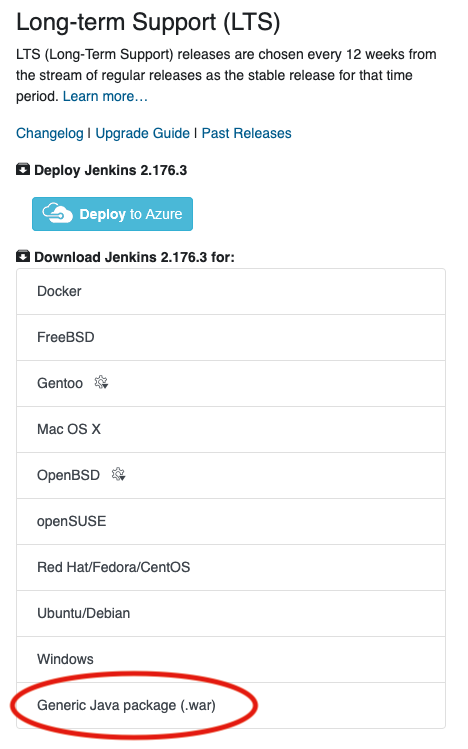 Long-term Support (LTS)
LTS (Long-Term Support) releases are chosen every 12 weeks from
the stream of regular releases as the stable release for that time
period. Learn more…
Changelog | Upgrade Guide | Past Releases
Deploy Jenkins 2.176.3
Deploy to Azure
Download Jenkins 2.176.3 for:
Docker
FreeBSD
Gentoo
Mac OS X
OpenBSD
openSUSE
Red Hat/Fedora/CentOS
Ubuntu/Debian
Windows
Generic Java package (.war)